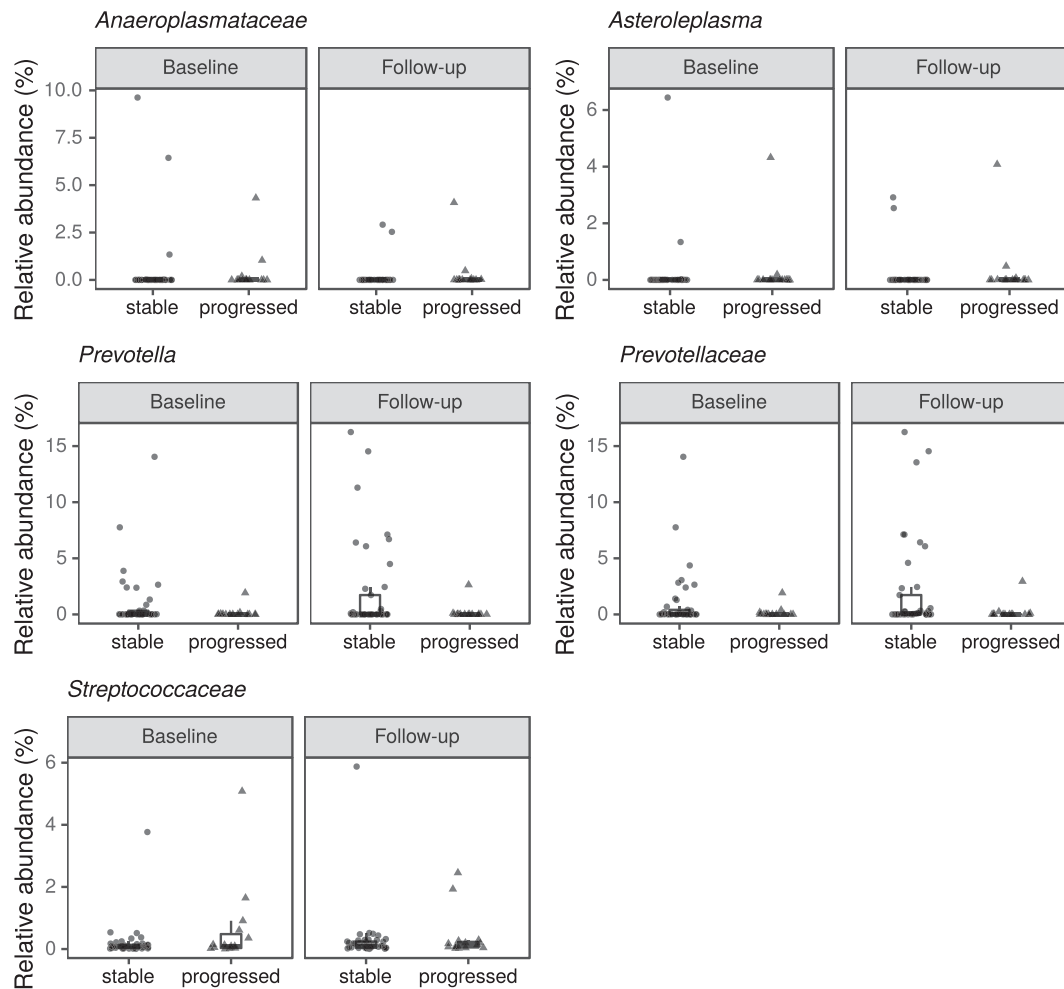 Anaeroplasmataceae
Asteroleplasma
Baseline
Follow-up
Baseline
Follow-up
Relative abundance (%)
10.0
7.5
5.0
2.5
0.0
Relative abundance (%)
6
4
2
0
stable
progressed
stable
progressed
stable
progressed
stable
progressed
Prevotella
Prevotellaceae
Baseline
Follow-up
Baseline
Follow-up
Relative abundance (%)
15
10
5
0
Relative abundance (%)
15
10
5
0
stable
progressed
stable
progressed
stable
progressed
stable
progressed
Streptococcaceae
Baseline
Follow-up
Relative abundance (%)
6
4
2
0
stable
progressed
stable
progressed